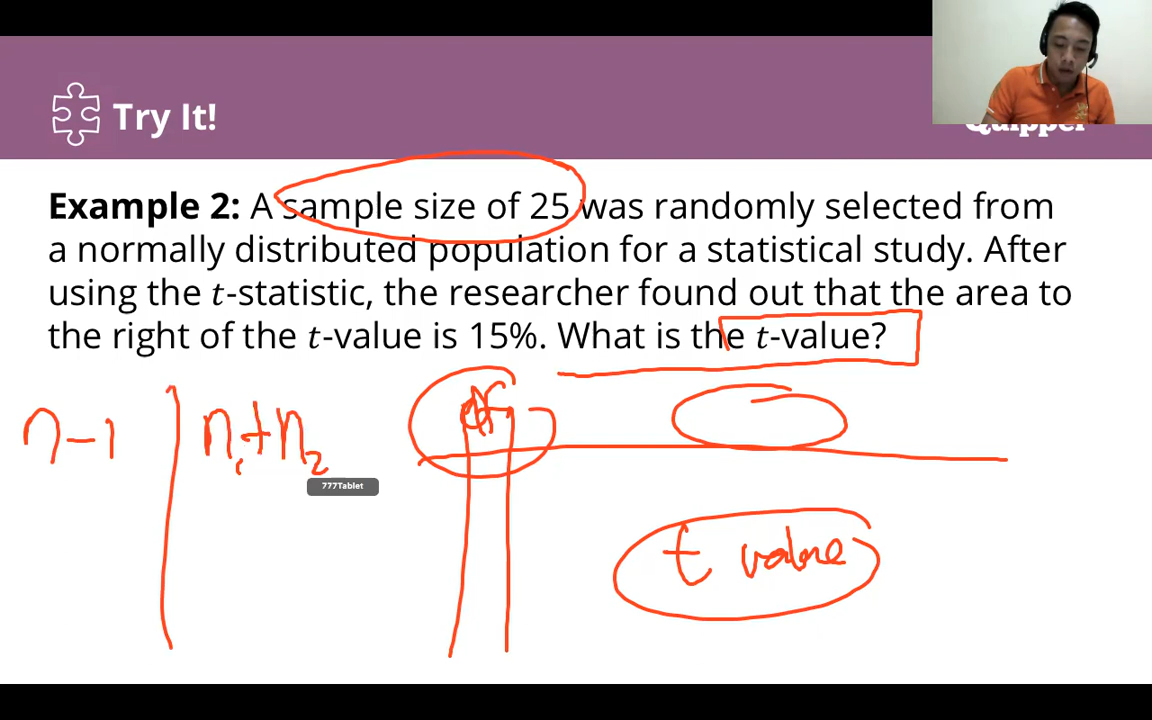 Try It!
Quipper
Example 2: A sample size of 25 was randomly selected from
a normally distributed population for a statistical study. After
using the t-statistic, the researcher found out that the area to
the right of the t-value is 15%. What is the t-value?
n-1
n₁+n₂
df
777Tablet
t value